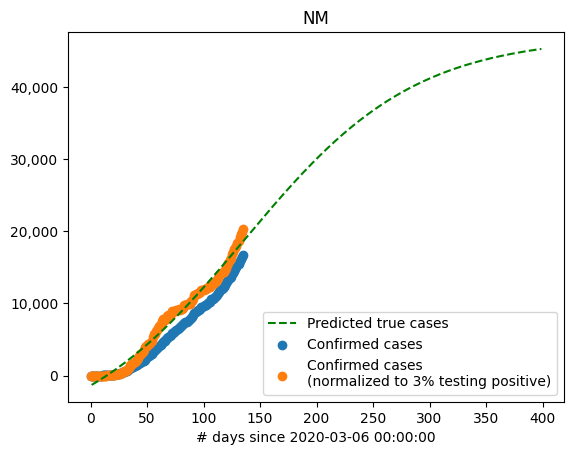 NM
40,000
30,000
20,000
10,000
0
0 50 100 150 200 250 300 350 400
# days since 2020-03-06 00:00:00
Predicted true cases
Confirmed cases
Confirmed cases
(normalized to 3% testing positive)